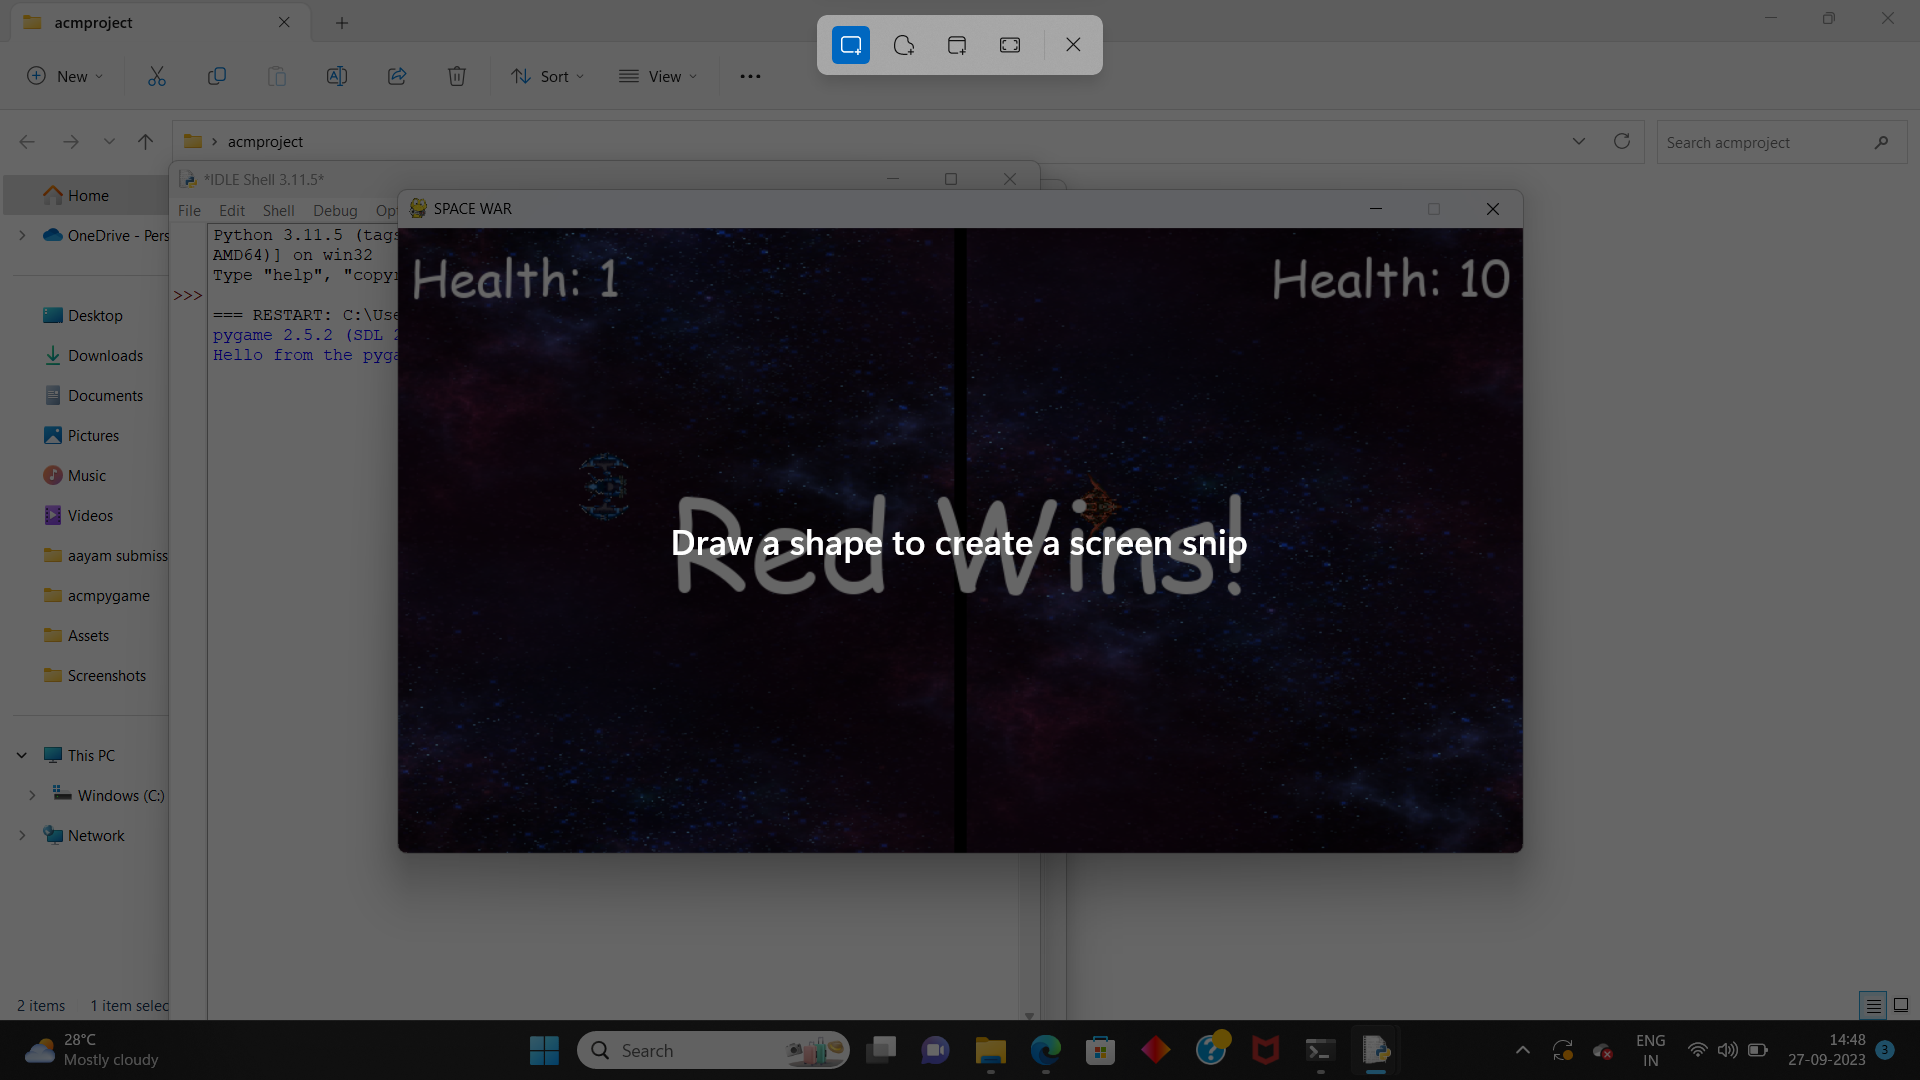 acmproject
New
Sort
View
acmproject
Search acmproject
Home
OneDrive - Pers
Desktop
Downloads
Documents
Pictures
Music
Videos
aayam submiss
acmpygame
Assets
Screenshots
This PC
Windows (C:)
Network
2 items 1 item selec
*IDLE Shell 3.11.5*
File Edit Shell Debug Opt
Python 3.11.5 (tags
AMD64)] on win32
Type "help", "copyr
>>>
=== RESTART: C:\Use
pygame 2.5.2 (SDL 2
Hello from the pyga
SPACE WAR
Health: 1
Health: 10
Red Wins!
Draw a shape to create a screen snip
28°C
Mostly cloudy
Search
ENG
IN
14:48
27-09-2023
3